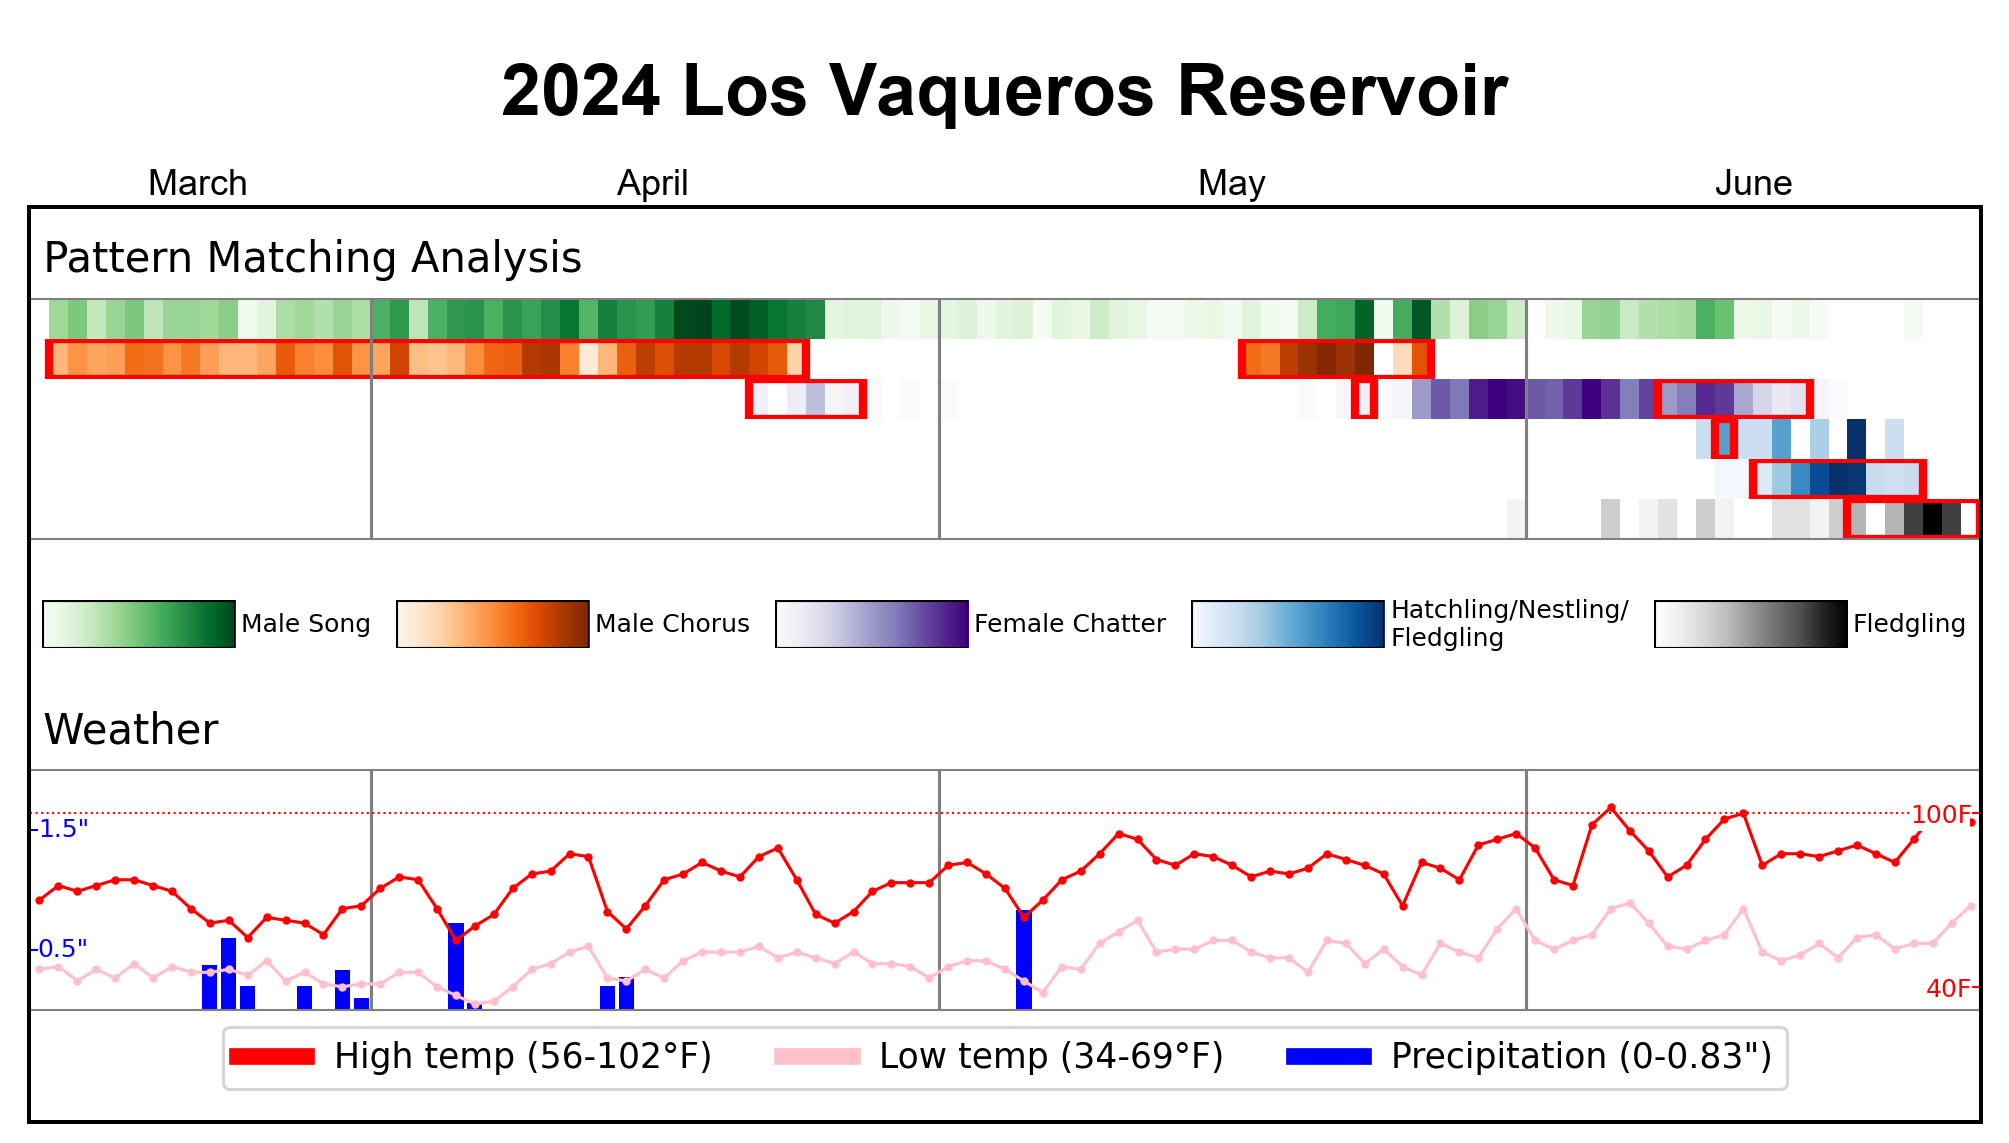 2024 Los Vaqueros Reservoir
March April May June
Pattern Matching Analysis
Male Song Male Chorus Female Chatter Hatchling/Nestling/ Fledgling
Fledgling
Weather
1.5" 100F
0.5"
40F
High temp (56-102°F) Low temp (34-69°F) Precipitation (0-0.83")